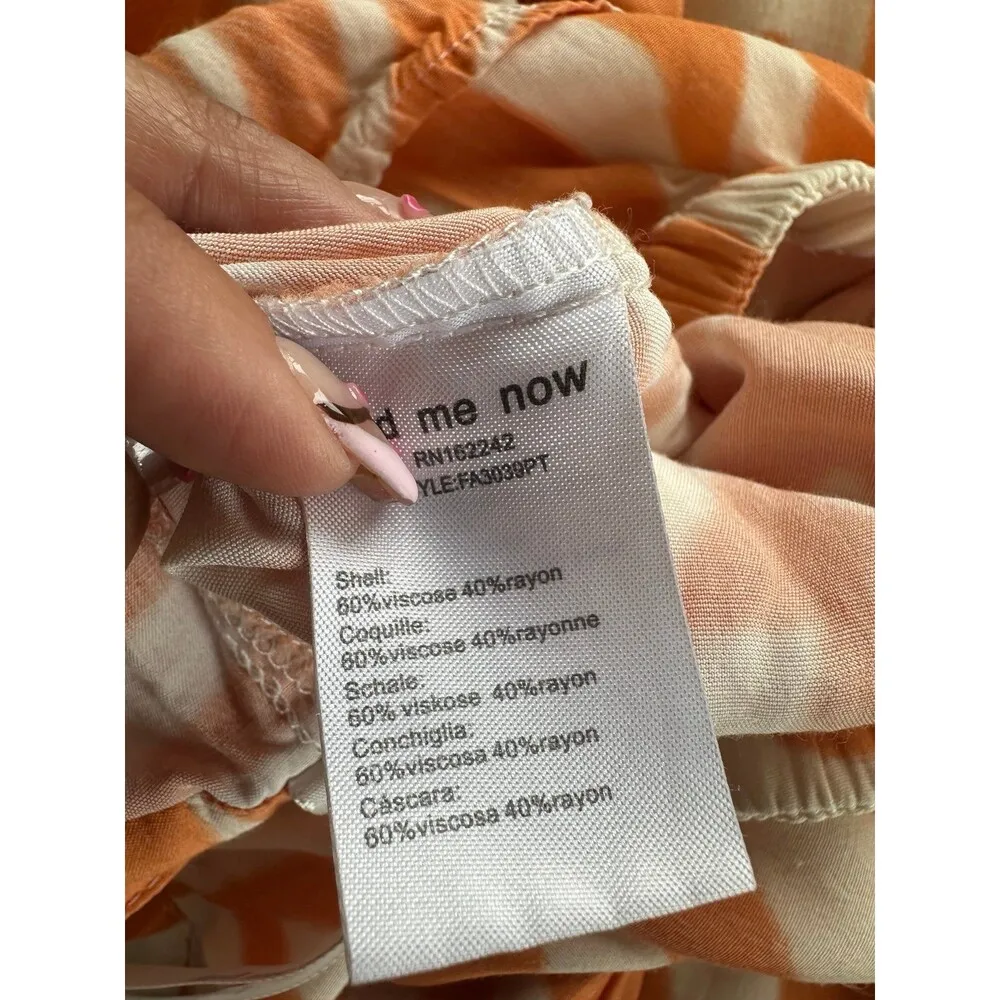 d me now
RN162242
YLE:FA3039PT
Shell:
60%viscose 40%rayon
Coquille:
60%viscose 40%rayonne
Schale:
60% viskose 40%rayon
Conchiglia:
60%viscosa 40%rayon
Cáscara:
60%viscosa 40%rayon